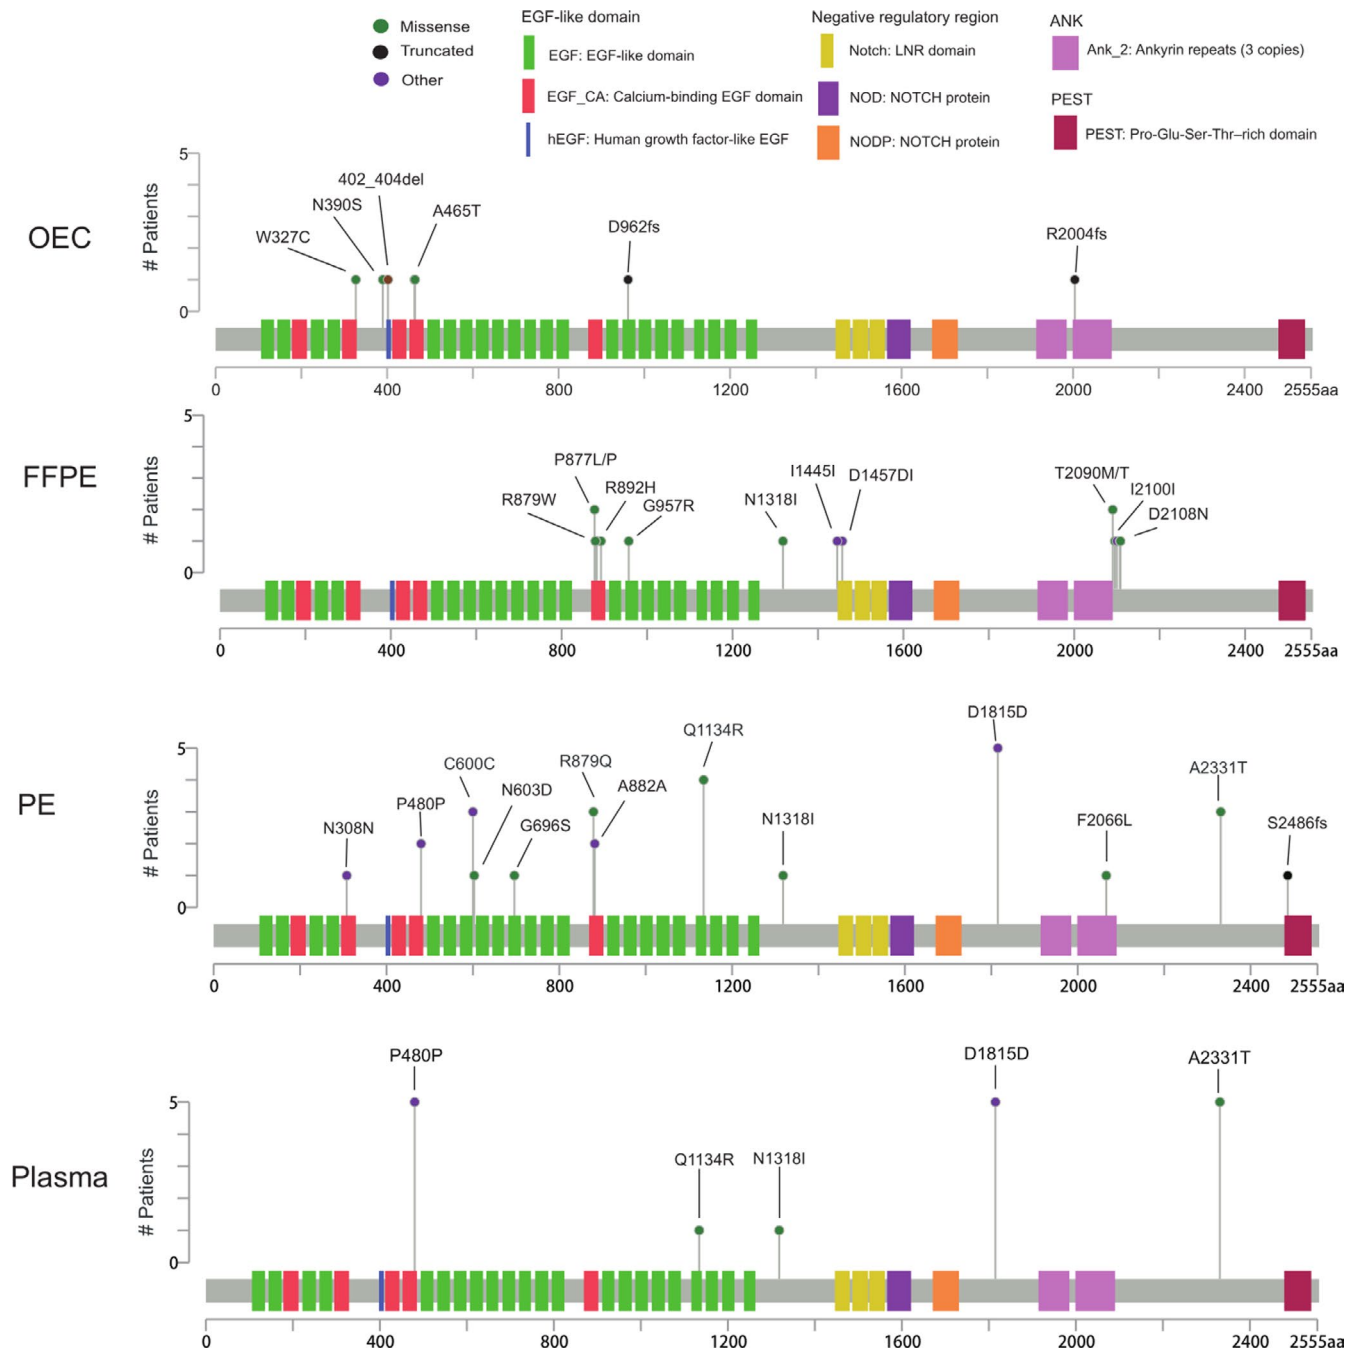 Missense
Truncated
Other
EGF-like domain
EGF: EGF-like domain
EGF_CA: Calcium-binding EGF domain
hEGF: Human growth factor-like EGF
Negative regulatory region
Notch: LNR domain
NOD: NOTCH protein
NODP: NOTCH protein
ANK
Ank_2: Ankyrin repeats (3 copies)
PEST
PEST: Pro-Glu-Ser-Thr–rich domain
OEC
# Patients
5
0
W327C
N390S
402_404del
A465T
D962fs
R2004fs
0 400 800 1200 1600 2000 2400 2555aa
FFPE
# Patients
5
0
R879W
P877L/P
R892H
G957R
N1318I
I1445I
D1457DI
T2090M/T
I2100I
D2108N
0 400 800 1200 1600 2000 2400 2555aa
PE
# Patients
5
0
N308N
P480P
C600C
N603D
G696S
R879Q
A882A
Q1134R
N1318I
D1815D
F2066L
A2331T
S2486fs
0 400 800 1200 1600 2000 2400 2555aa
Plasma
# Patients
5
0
P480P
Q1134R
N1318I
D1815D
A2331T
0 400 800 1200 1600 2000 2400 2555aa